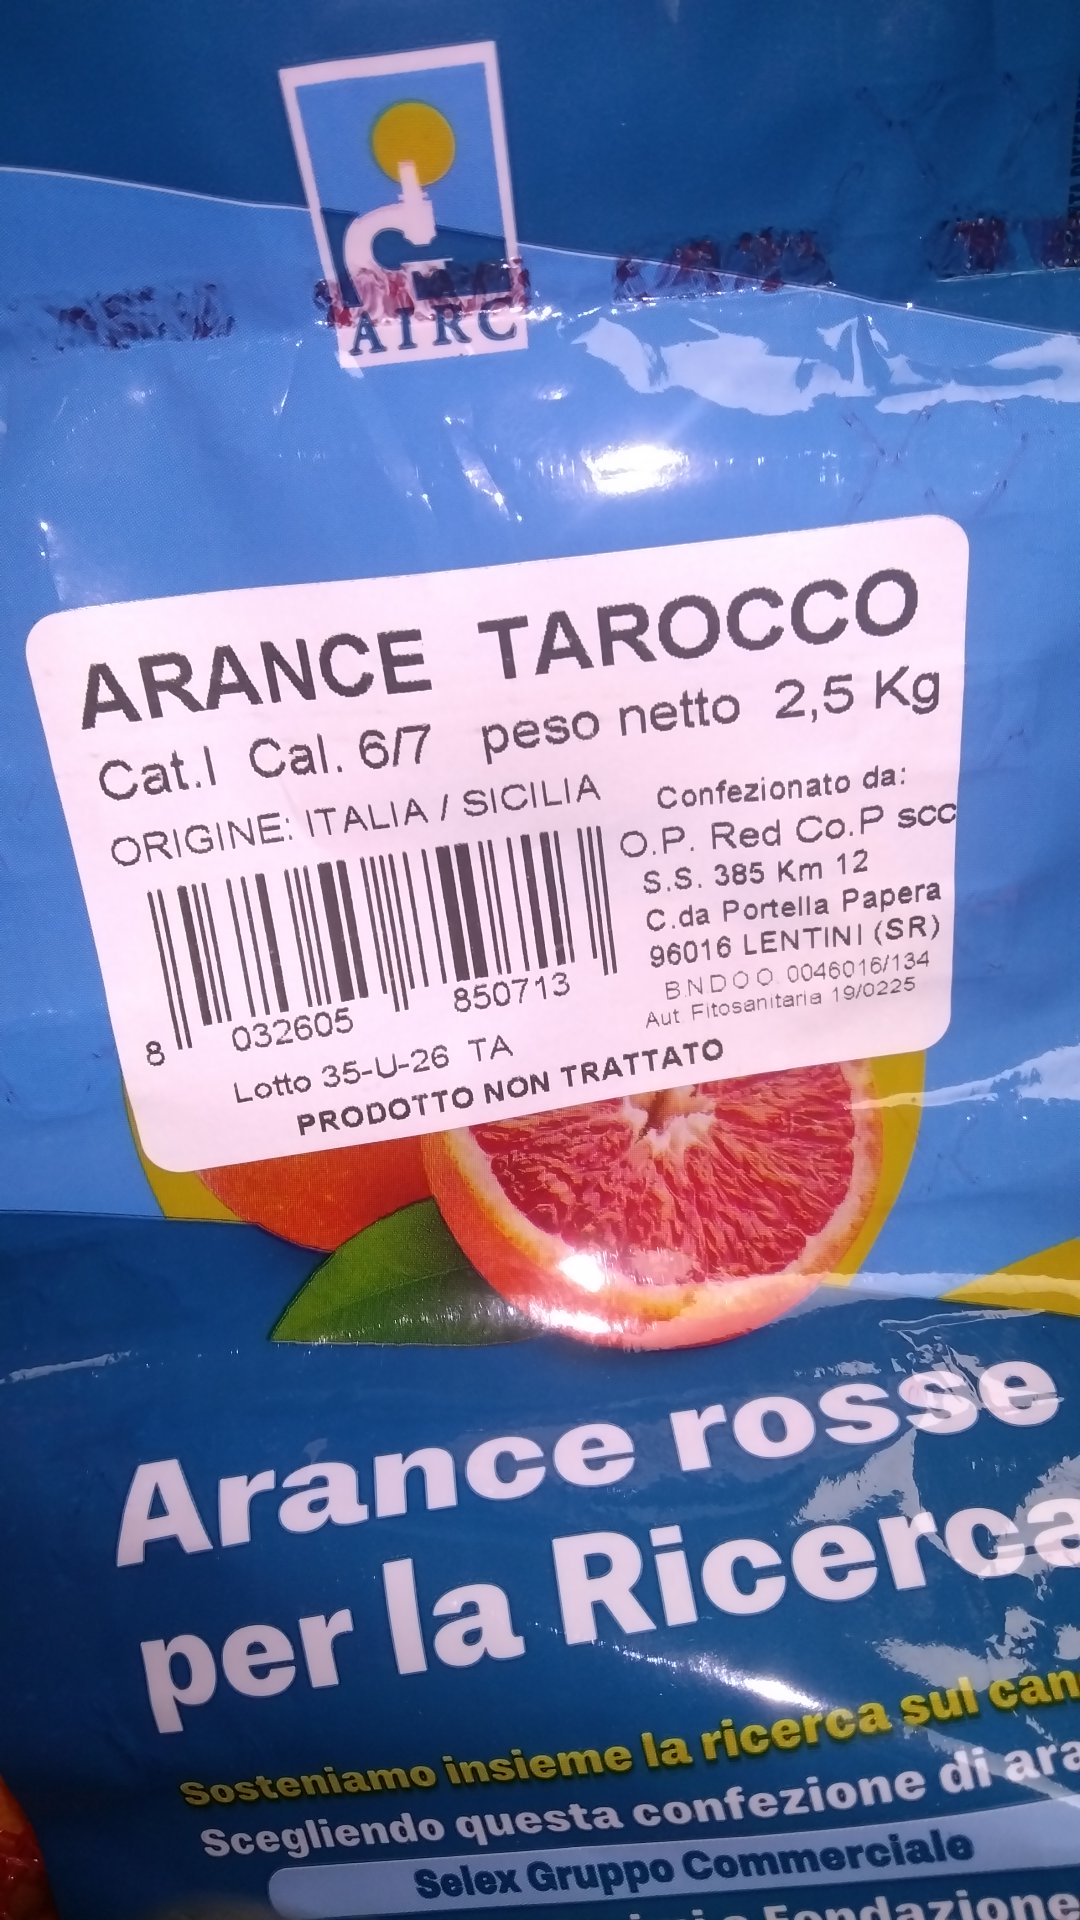 AIRC
ARANCE TAROCCO
Cat.I Cal. 6/7 peso netto 2,5 Kg
ORIGINE: ITALIA / SICILIA
Confezionato da:
O.P. Red Co.P scc
S.S. 385 Km 12
C.da Portella Papera
96016 LENTINI (SR)
B.N.D.O.O. 0046016/134
Aut. Fitosanitaria 19/0225
8 032605 850713
Lotto 35-U-26 TA
PRODOTTO NON TRATTATO
Arance rosse
per la Ricerca
Sosteniamo insieme la ricerca sul can
Scegliendo questa confezione di ara
Selex Gruppo Commerciale
Fondazione